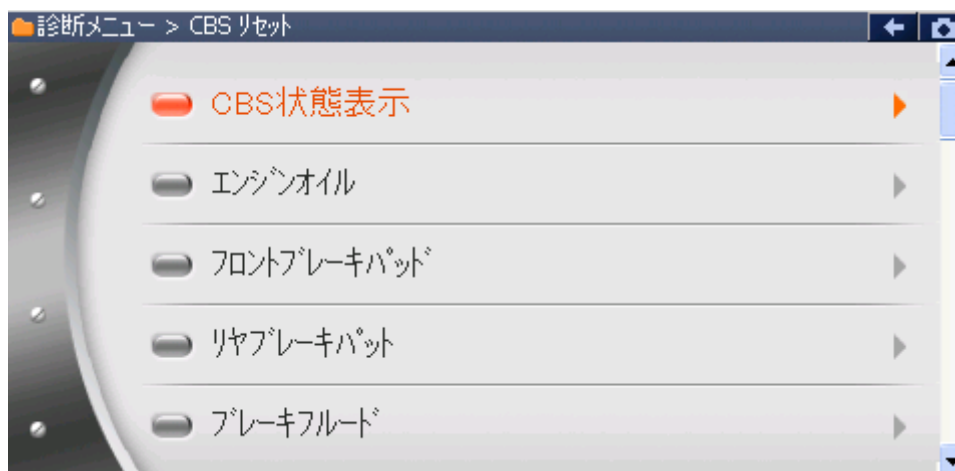 診断メニュー > CBS リセット
CBS状態表示
エンジンオイル
フロントブレーキパッド
リヤブレーキパット
ブレーキフルード